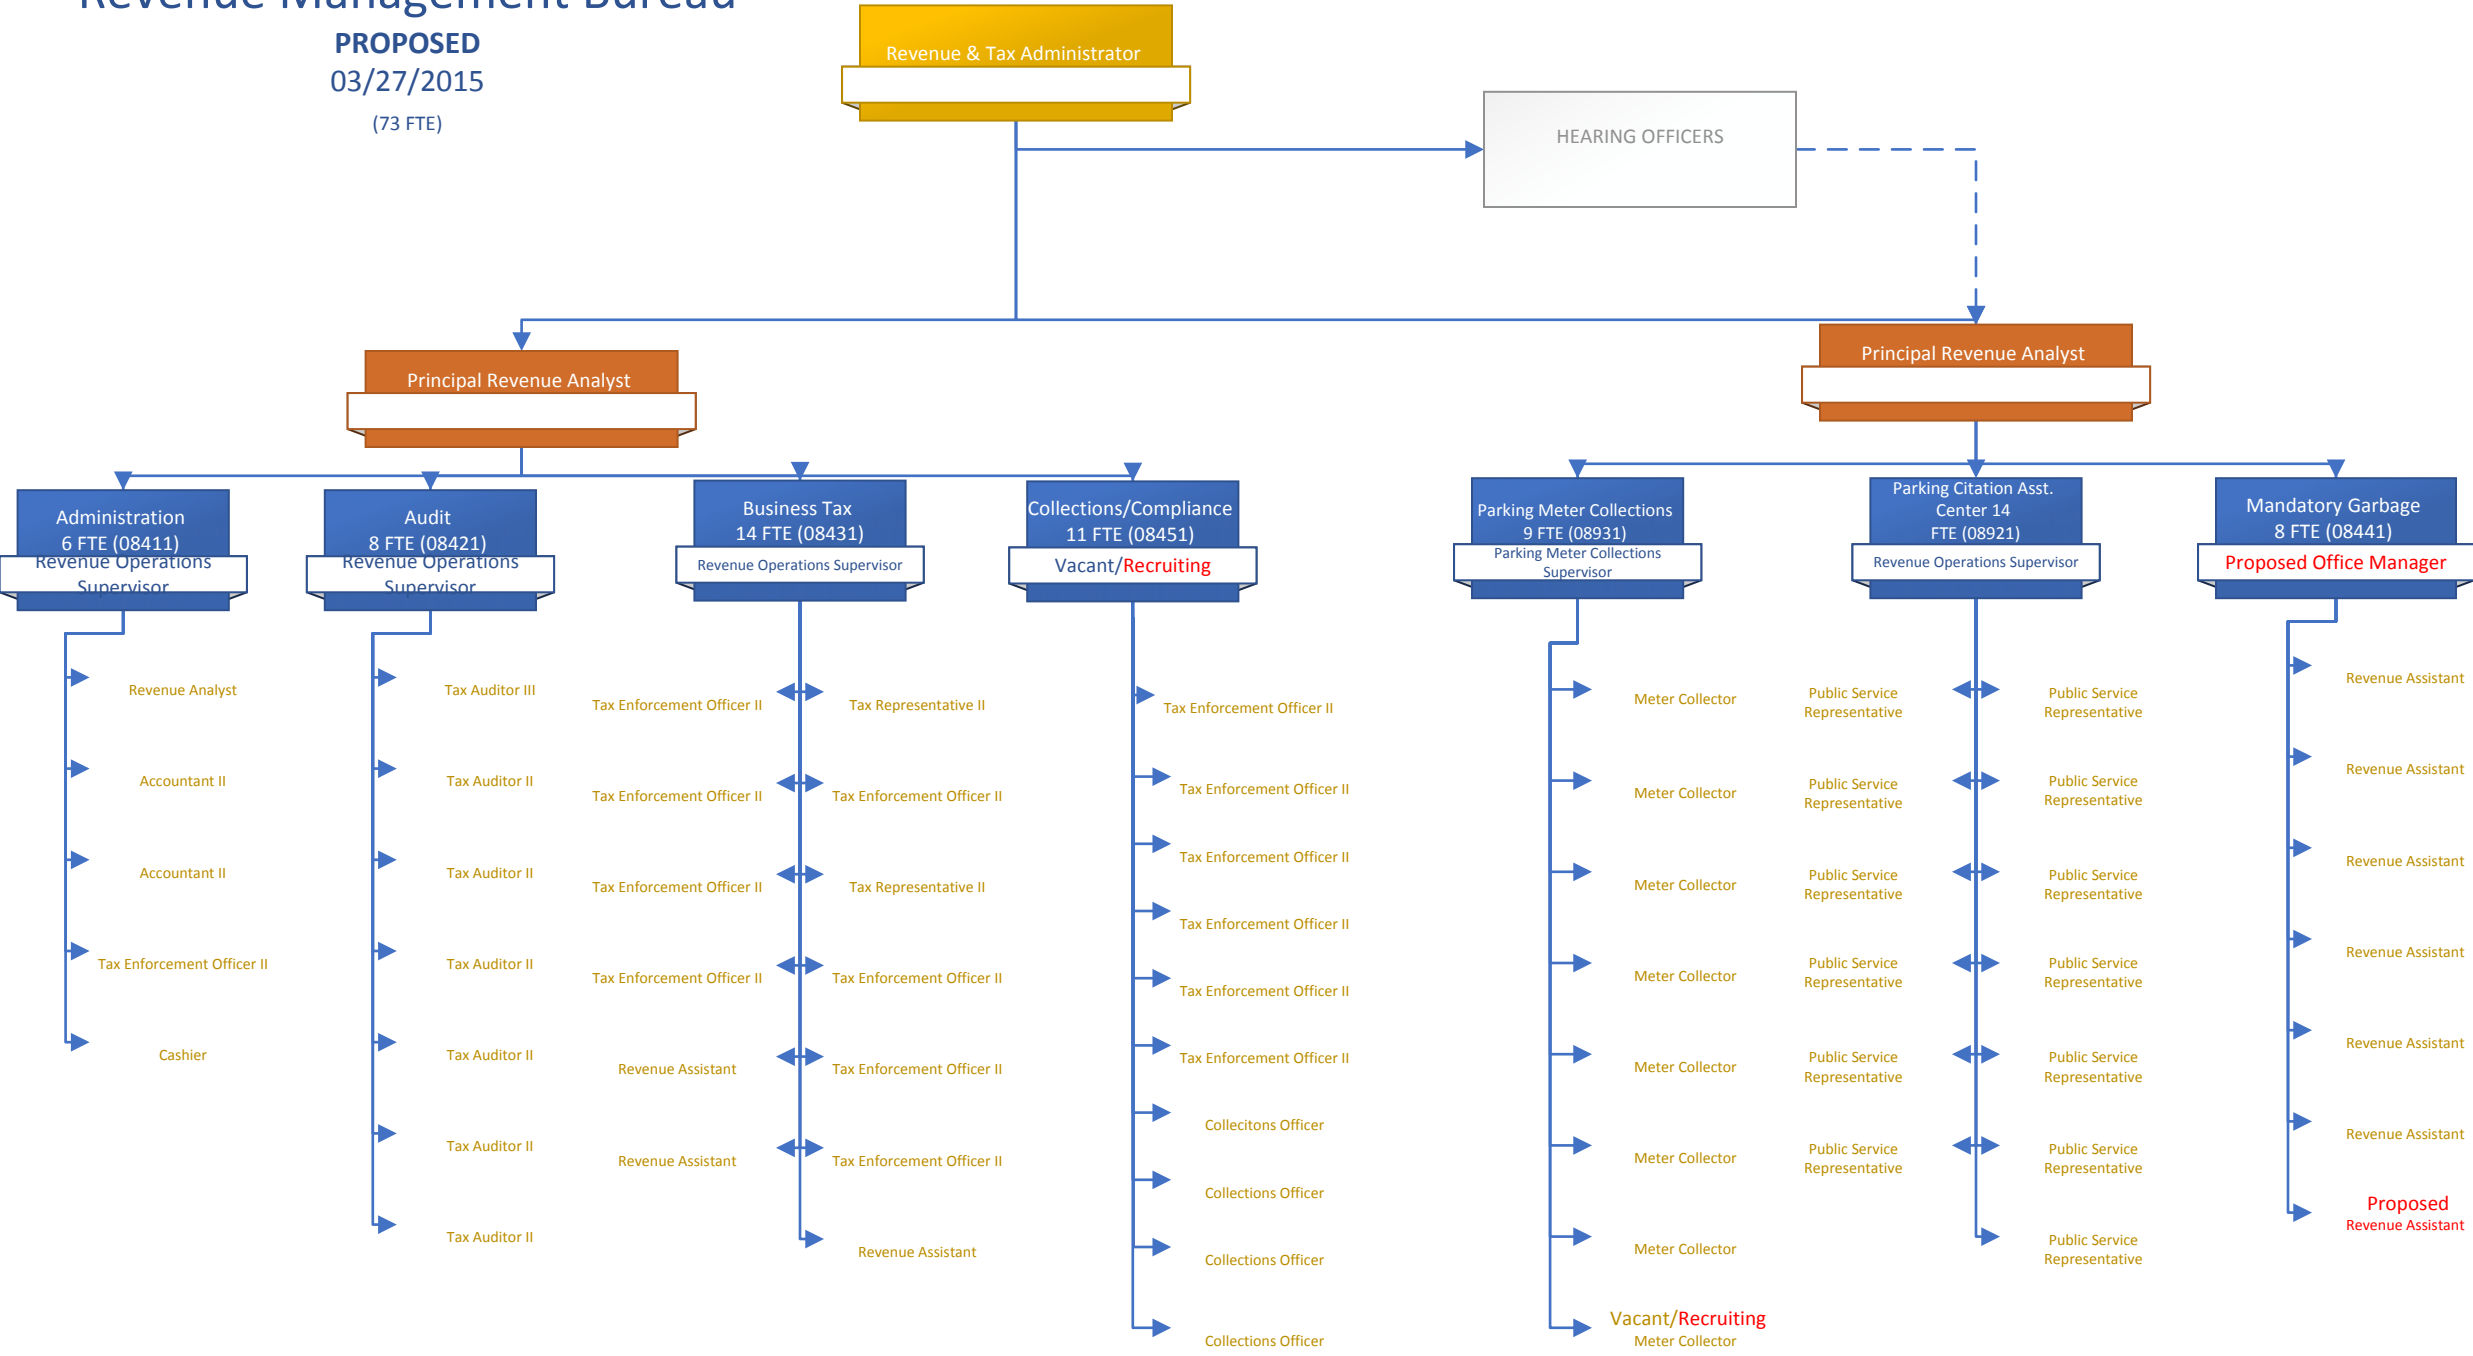 Revenue Management Bureau
PROPOSED
03/27/2015
(73 FTE)
Revenue & Tax Administrator
HEARING OFFICERS
Principal Revenue Analyst
Principal Revenue Analyst
Administration
6 FTE (08411)
Revenue Operations
Supervisor
Revenue Analyst
Accountant II
Accountant II
Tax Enforcement Officer II
Cashier
Audit
8 FTE (08421)
Revenue Operations
Supervisor
Tax Auditor III
Tax Auditor II
Tax Auditor II
Tax Auditor II
Tax Auditor II
Tax Auditor II
Tax Auditor II
Business Tax
14 FTE (08431)
Revenue Operations Supervisor
Tax Enforcement Officer II
Tax Enforcement Officer II
Tax Enforcement Officer II
Tax Enforcement Officer II
Revenue Assistant
Revenue Assistant
Tax Representative II
Tax Enforcement Officer II
Tax Representative II
Tax Enforcement Officer II
Tax Enforcement Officer II
Tax Enforcement Officer II
Revenue Assistant
Collections/Compliance
11 FTE (08451)
Vacant/Recruiting
Tax Enforcement Officer II
Tax Enforcement Officer II
Tax Enforcement Officer II
Tax Enforcement Officer II
Tax Enforcement Officer II
Tax Enforcement Officer II
Collecitons Officer
Collections Officer
Collections Officer
Collections Officer
Parking Meter Collections
9 FTE (08931)
Parking Meter Collections
Supervisor
Meter Collector
Meter Collector
Meter Collector
Meter Collector
Meter Collector
Meter Collector
Meter Collector
Vacant/Recruiting
Meter Collector
Parking Citation Asst.
Center 14
FTE (08921)
Revenue Operations Supervisor
Public Service
Representative
Public Service
Representative
Public Service
Representative
Public Service
Representative
Public Service
Representative
Public Service
Representative
Public Service
Representative
Public Service
Representative
Public Service
Representative
Public Service
Representative
Public Service
Representative
Public Service
Representative
Public Service
Representative
Mandatory Garbage
8 FTE (08441)
Proposed Office Manager
Revenue Assistant
Revenue Assistant
Revenue Assistant
Revenue Assistant
Revenue Assistant
Revenue Assistant
Proposed
Revenue Assistant